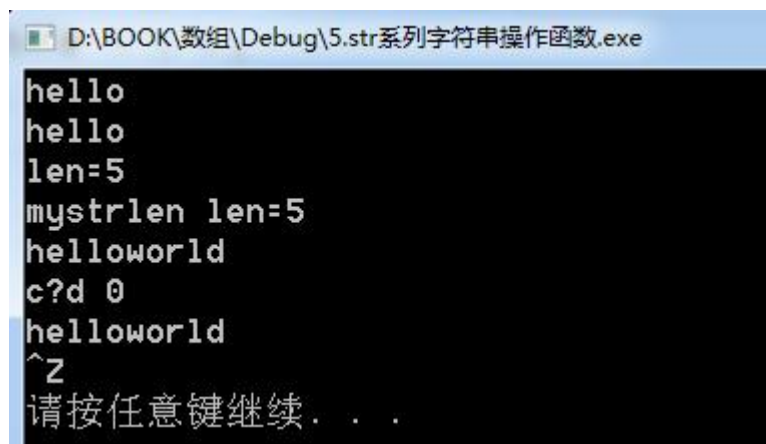 D:\BOOK\数组\Debug\5.str系列字符串操作函数.exe
hello
hello
len=5
mystrlen len=5
helloworld
c?d 0
helloworld
^Z
请按任意键继续. . .